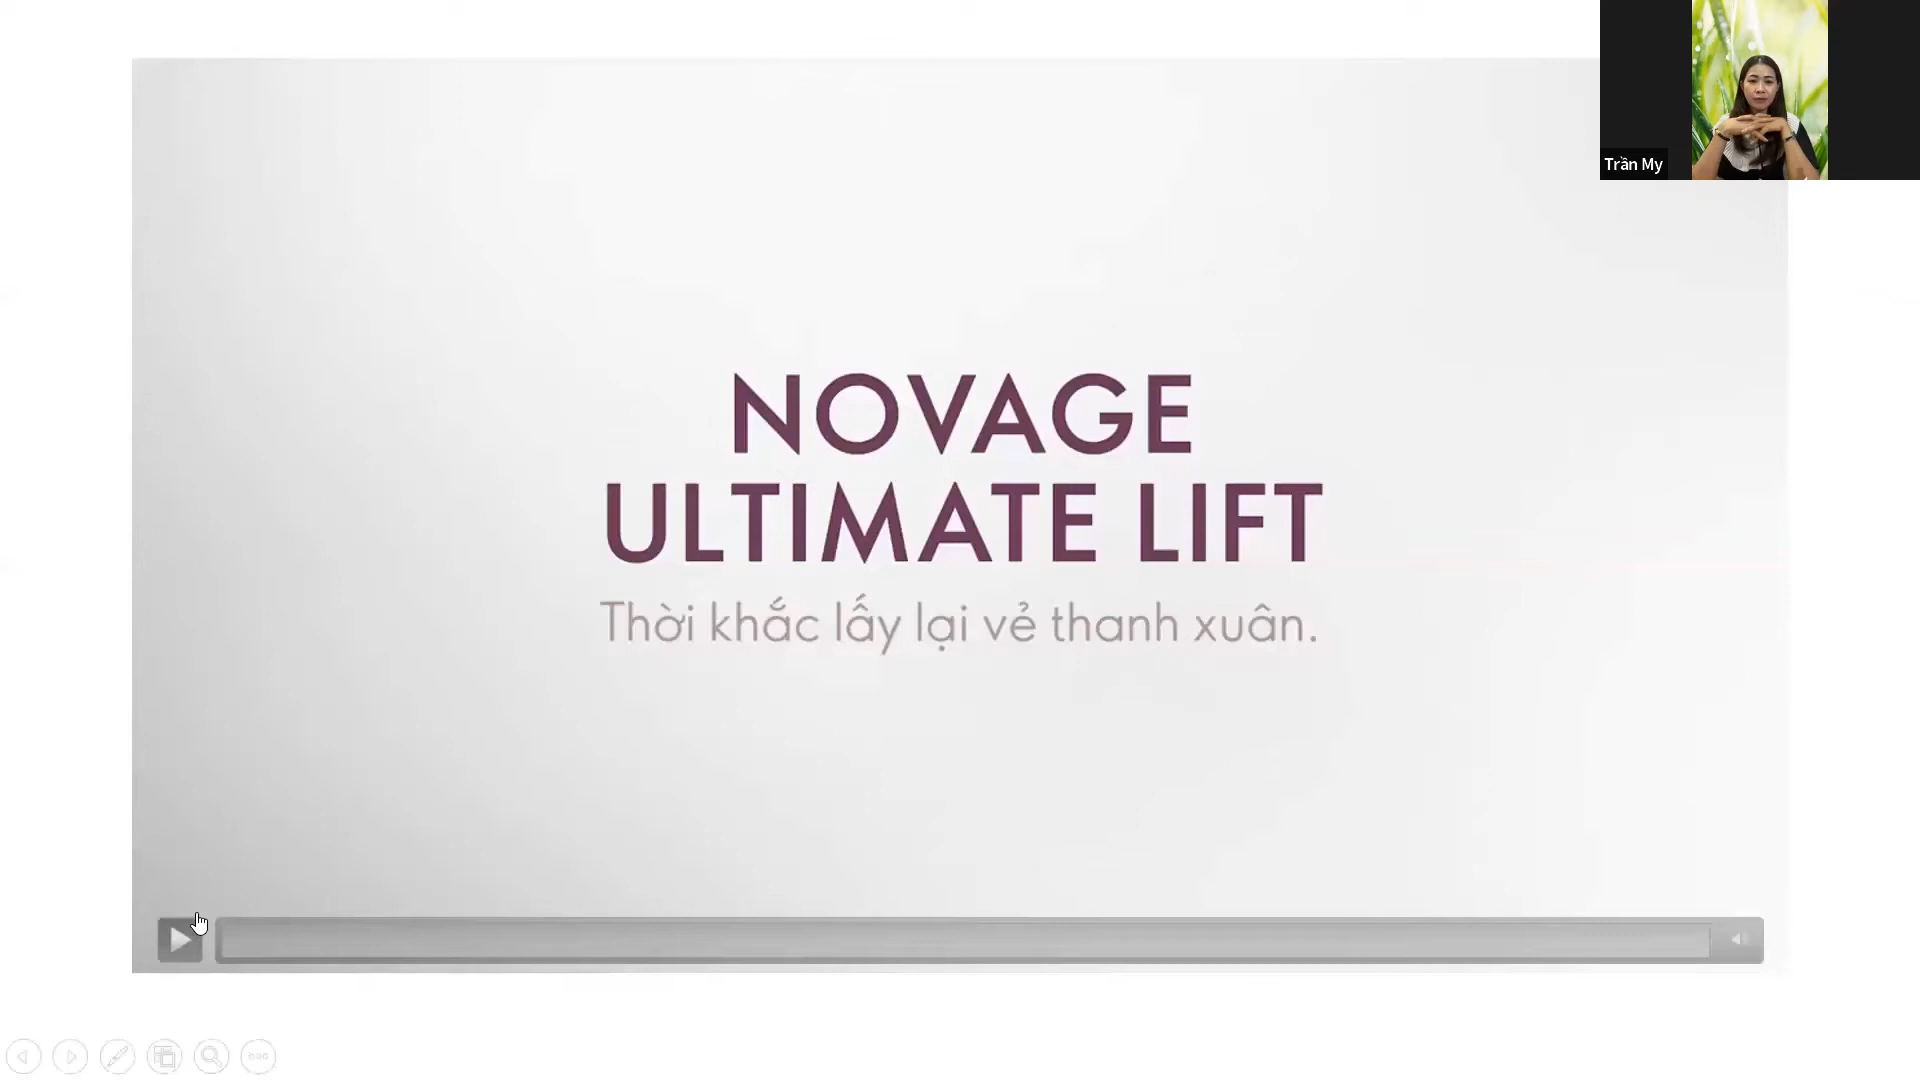 Trần My
NOVAGE
ULTIMATE LIFT
Thời khắc lấy lại vẻ thanh xuân.